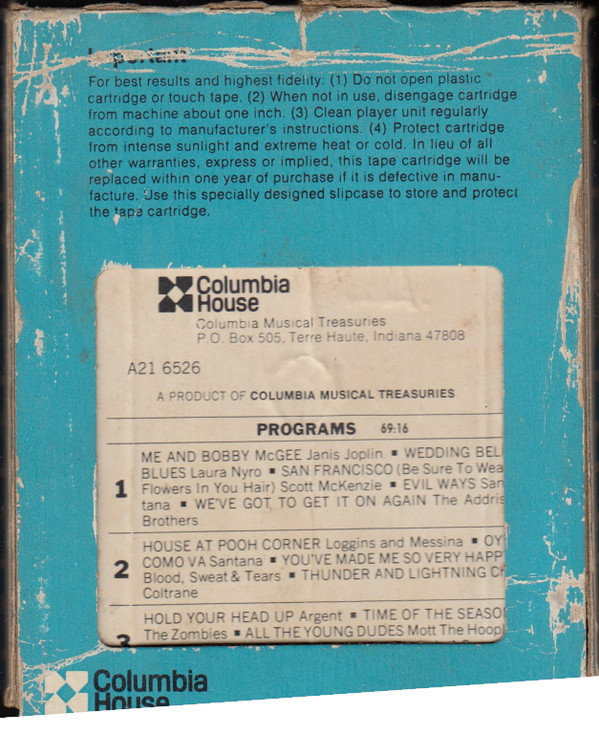 Important
For best results and highest fidelity: (1) Do not open plastic
cartridge or touch tape. (2) When not in use, disengage cartridge
from machine about one inch. (3) Clean player unit regularly
according to manufacturer's instructions. (4) Protect cartridge
from intense sunlight and extreme heat or cold. In lieu of all
other warranties, express or implied, this tape cartridge will be
replaced within one year of purchase if it is defective in manu-
facture. Use this specially designed slipcase to store and protect
the tape cartridge.
Columbia
House
Columbia Musical Treasuries
P.O. Box 505, Terre Haute, Indiana 47808
A21 6526
A PRODUCT OF COLUMBIA MUSICAL TREASURIES
PROGRAMS 69:16
1
ME AND BOBBY McGEE Janis Joplin ▪ WEDDING BEL
BLUES Laura Nyro ▪ SAN FRANCISCO (Be Sure To Wea
Flowers In You Hair) Scott McKenzie ▪ EVIL WAYS San
tana ▪ WE'VE GOT TO GET IT ON AGAIN The Addris
Brothers
2
HOUSE AT POOH CORNER Loggins and Messina ▪ OY
COMO VA Santana ▪ YOU'VE MADE ME SO VERY HAPP
Blood, Sweat & Tears ▪ THUNDER AND LIGHTNING Ch
Coltrane
3
HOLD YOUR HEAD UP Argent ▪ TIME OF THE SEASO
The Zombies ▪ ALL THE YOUNG DUDES Mott The Hoopl
Columbia
House